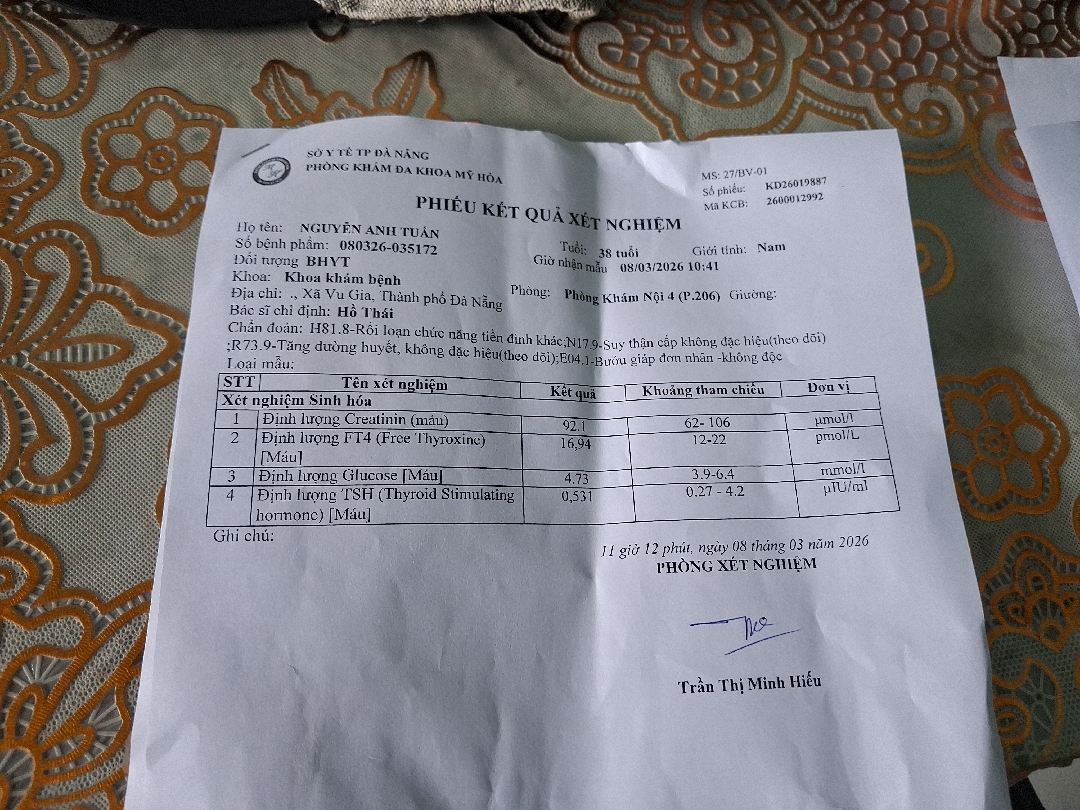 SỞ Y TẾ TP ĐÀ NẴNG
PHÒNG KHÁM ĐA KHOA MỸ HÒA
MS: 27/BV-01
Số phiếu: KD26019887
Mã KCB: 2600012992
PHIẾU KẾT QUẢ XÉT NGHIỆM
Họ tên: NGUYỄN ANH TUẤN
Tuổi: 38 tuổi Giới tính: Nam
Số bệnh phẩm: 080326-035172
Giờ nhận mẫu 08/03/2026 10:41
Đối tượng BHYT
Khoa: Khoa khám bệnh
Phòng: Phòng Khám Nội 4 (P.206) Giường:
Địa chỉ: ., Xã Vu Gia, Thành phố Đà Nẵng
Bác sĩ chỉ định: Hồ Thái
Chẩn đoán: H81.8-Rối loạn chức năng tiền đình khác;N17.9-Suy thận cấp không đặc hiệu(theo dõi)
;R73.9-Tăng đường huyết, không đặc hiệu(theo dõi);E04.1-Bướu giáp đơn nhân -không độc
Loại mẫu:
STT Tên xét nghiệm Kết quả Khoảng tham chiếu Đơn vị
Xét nghiệm Sinh hóa
1 Định lượng Creatinin (máu) 92.1 62- 106 µmol/l
2 Định lượng FT4 (Free Thyroxine) 16,94 12-22 pmol/L
[Máu]
3 Định lượng Glucose [Máu] 4.73 3.9-6.4 mmol/l
4 Định lượng TSH (Thyroid Stimulating 0,531 0.27 - 4.2 µIU/ml
hormone) [Máu]
Ghi chú:
11 giờ 12 phút, ngày 08 tháng 03 năm 2026
PHÒNG XÉT NGHIỆM
Trần Thị Minh Hiếu